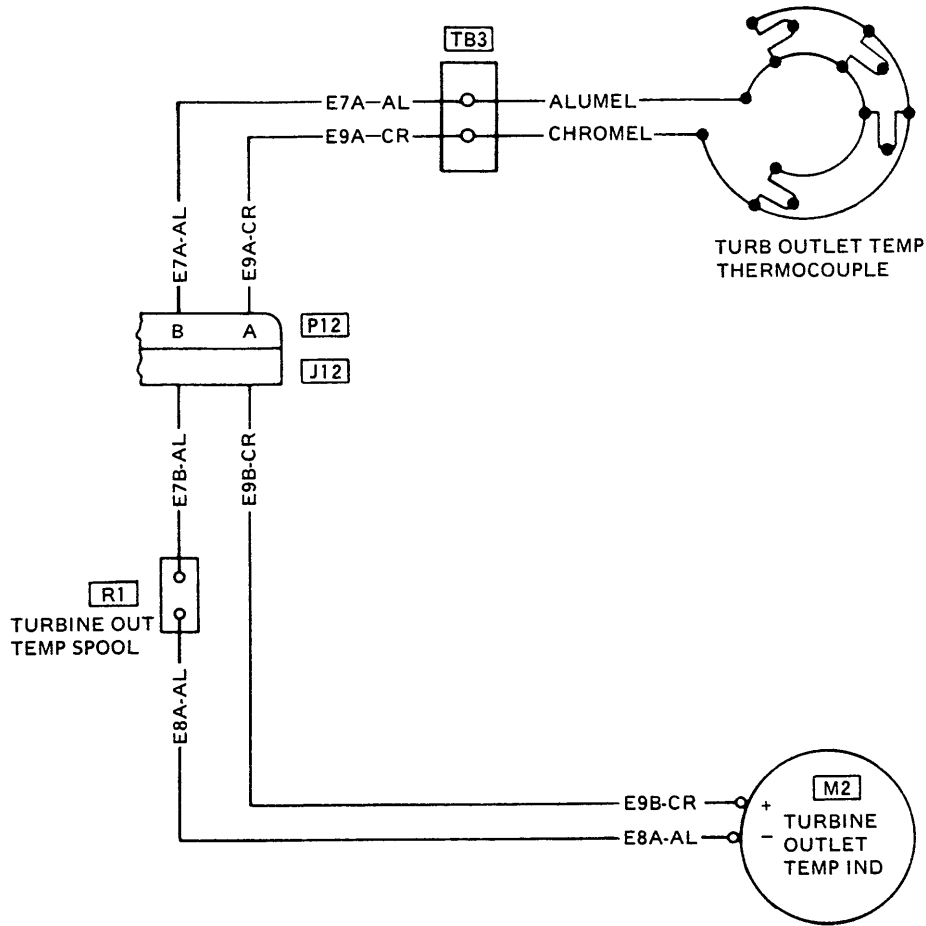 TB3
E7A—AL
ALUMEL
E9A—CR
CHROMEL
TURB OUTLET TEMP
THERMOCOUPLE
E7A-AL
E9A-CR
B
A
P12
J12
E7B-AL
E9B-CR
R1
TURBINE OUT
TEMP SPOOL
E8A-AL
M2
E9B-CR
+
TURBINE
E8A-AL
–
OUTLET
TEMP IND